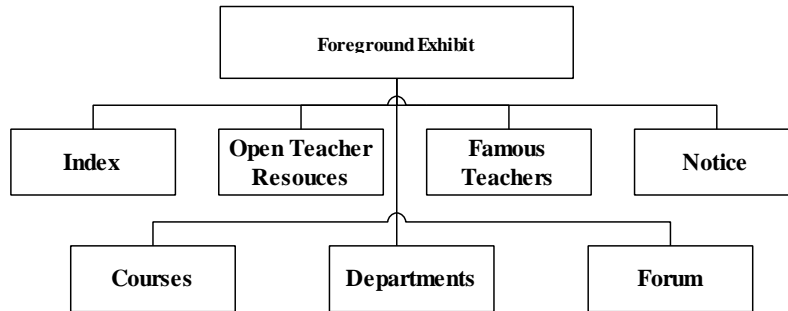 Foreground Exhibit
Index
Open Teacher
Resouces
Famous
Teachers
Notice
Courses
Departments
Forum